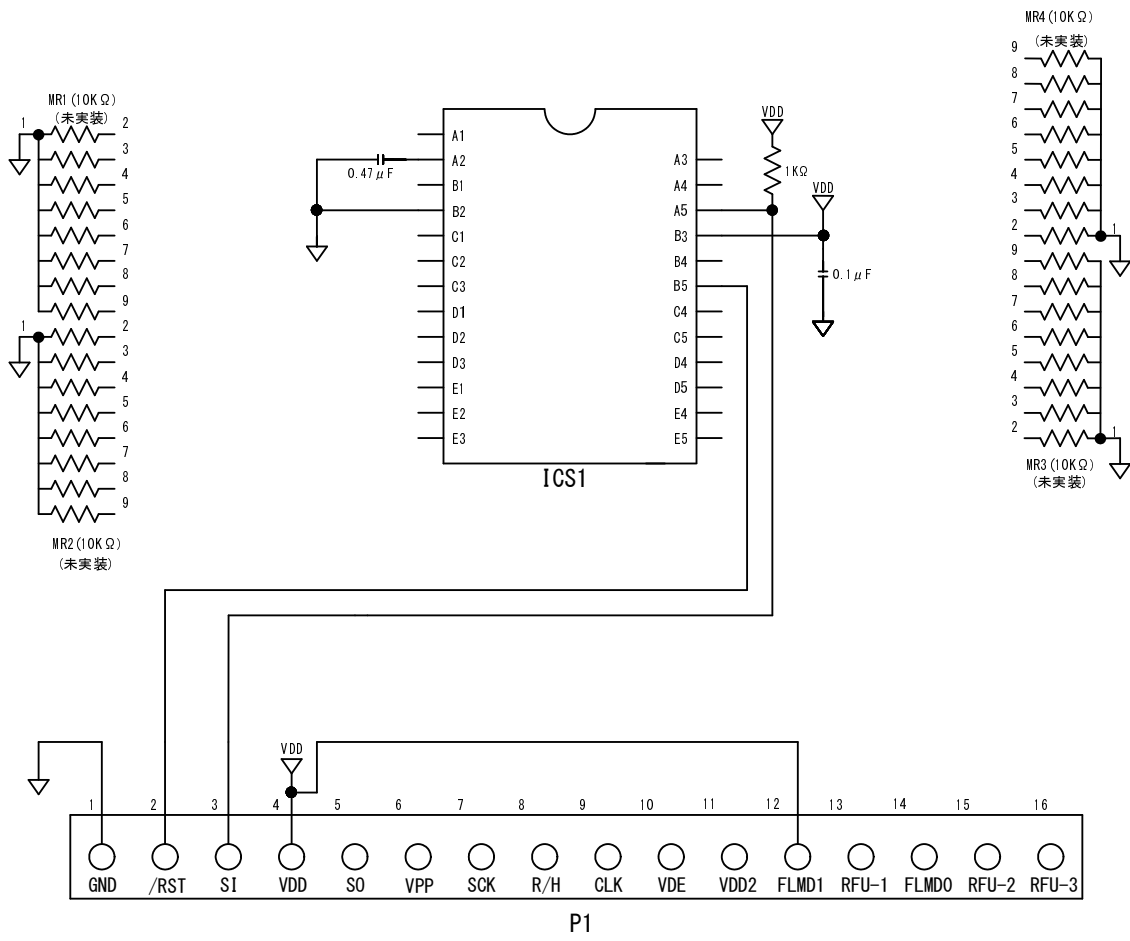 MR1(10KΩ)
(未実装)
1
2
3
4
5
6
7
8
9
1
2
3
4
5
6
7
8
9
MR2(10KΩ)
(未実装)
0.47μF
A1
A2
B1
B2
C1
C2
C3
D1
D2
D3
E1
E2
E3
A3
A4
A5
B3
B4
B5
C4
C5
D4
D5
E4
E5
ICS1
VDD
1KΩ
VDD
0.1μF
MR4(10KΩ)
(未実装)
9
8
7
6
5
4
3
2
1
9
8
7
6
5
4
3
2
1
MR3(10KΩ)
(未実装)
VDD
1 2 3 4 5 6 7 8 9 10 11 12 13 14 15 16
GND /RST SI VDD SO VPP SCK R/H CLK VDE VDD2 FLMD1 RFU-1 FLMD0 RFU-2 RFU-3
P1